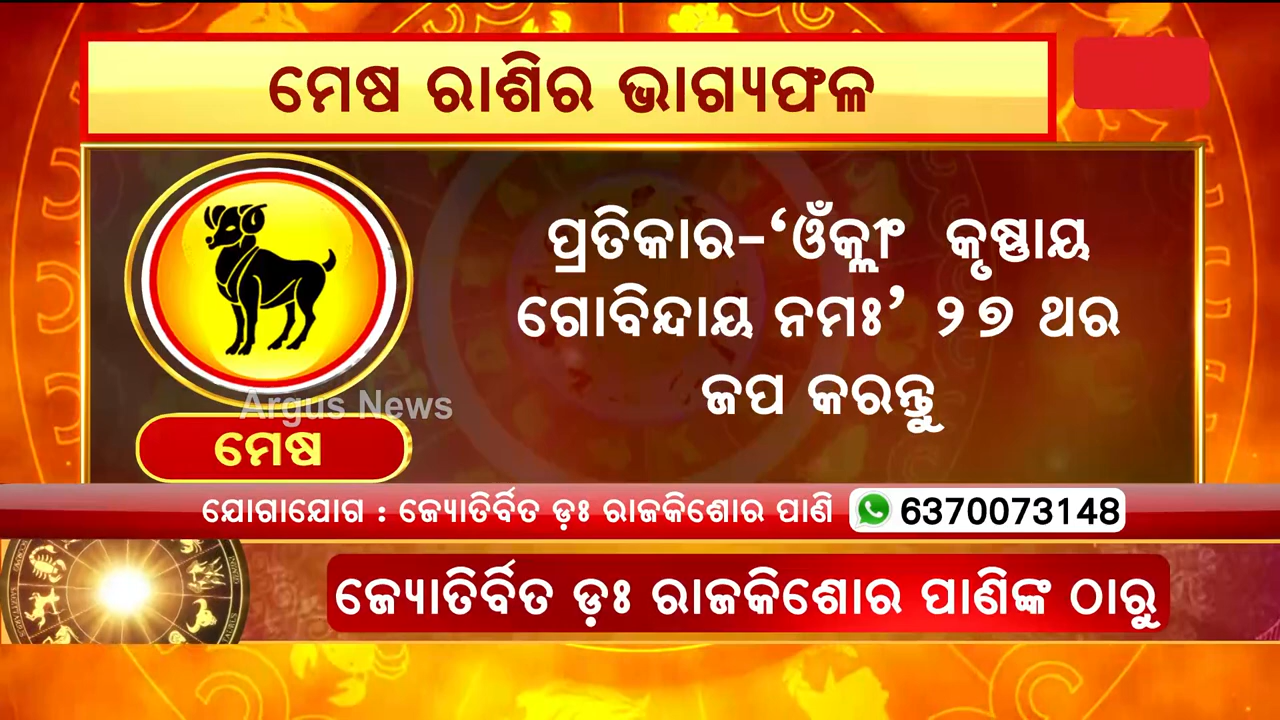 ମେଷ ରାଶିର ଭାଗ୍ୟଫଳ
ପ୍ରତିକାର-‘ଓଁକ୍ଲୀଂ କୃଷ୍ଣାୟ
ଗୋବିନ୍ଦାୟ ନମଃ’ ୨୭ ଥର
ଜପ କରନ୍ତୁ
Argus News
ମେଷ
ଯୋଗାଯୋଗ : ଜ୍ୟୋତିର୍ବିତ ଡ଼ଃ ରାଜକିଶୋର ପାଣି 6370073148
ଜ୍ୟୋତିର୍ବିତ ଡ଼ଃ ରାଜକିଶୋର ପାଣିଙ୍କ ଠାରୁ